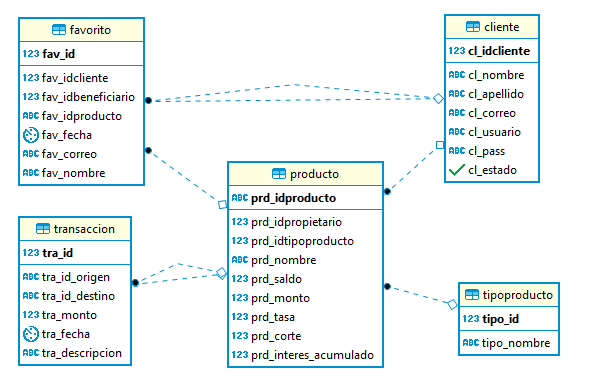 favorito
123 fav_id
123 fav_idcliente
123 fav_idbeneficiario
ABC fav_idproducto
fav_fecha
ABC fav_correo
ABC fav_nombre
cliente
123 cl_idcliente
ABC cl_nombre
ABC cl_apellido
ABC cl_correo
ABC cl_usuario
ABC cl_pass
cl_estado
producto
ABC prd_idproducto
123 prd_idpropietario
123 prd_idtipoproducto
ABC prd_nombre
123 prd_saldo
123 prd_monto
123 prd_tasa
123 prd_corte
123 prd_interes_acumulado
transaccion
123 tra_id
ABC tra_id_origen
ABC tra_id_destino
123 tra_monto
tra_fecha
ABC tra_descripcion
tipoproducto
123 tipo_id
ABC tipo_nombre